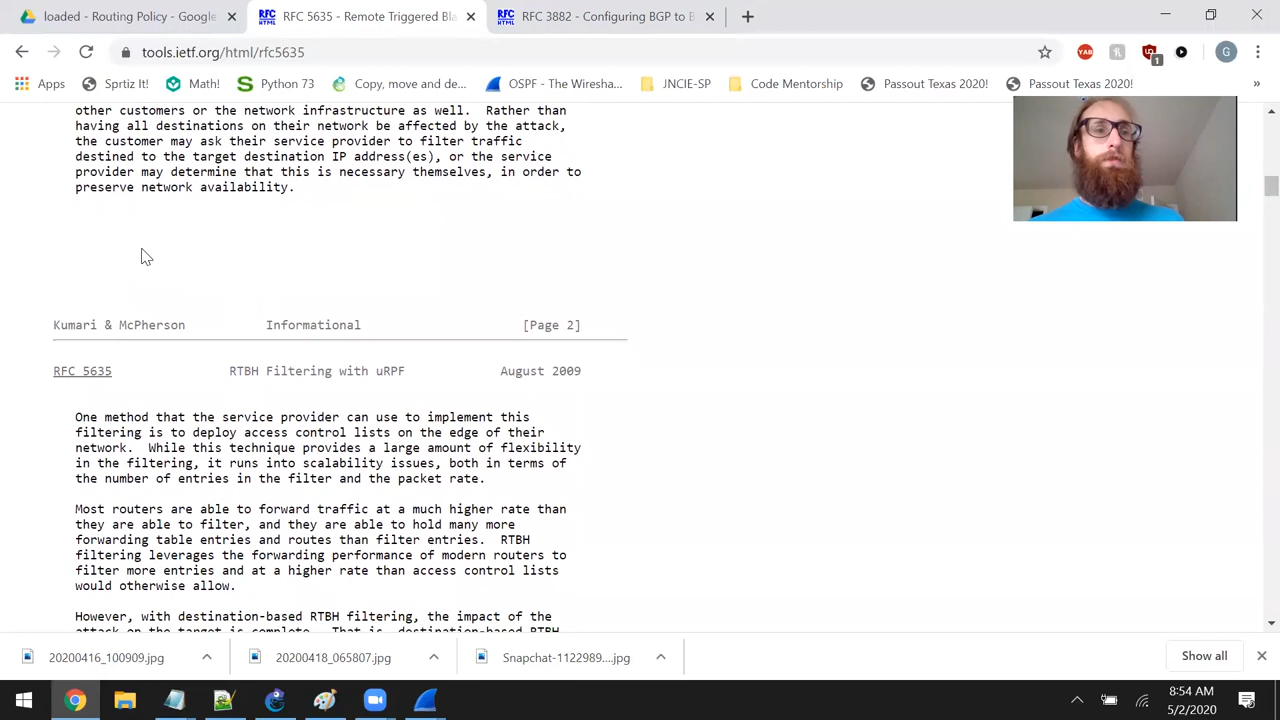 loaded - Routing Policy - Google
RFC 5635 - Remote Triggered Bla
RFC 3882 - Configuring BGP to
tools.ietf.org/html/rfc5635
YAB
1
G
Apps
Sprtiz It!
Math!
Python 73
Copy, move and de...
OSPF - The Wiresha...
JNCIE-SP
Code Mentorship
Passout Texas 2020!
Passout Texas 2020!
»
other customers or the network infrastructure as well. Rather than
having all destinations on their network be affected by the attack,
the customer may ask their service provider to filter traffic
destined to the target destination IP address(es), or the service
provider may determine that this is necessary themselves, in order to
preserve network availability.
Kumari & McPherson Informational [Page 2]
RFC 5635 RTBH Filtering with uRPF August 2009
One method that the service provider can use to implement this
filtering is to deploy access control lists on the edge of their
network. While this technique provides a large amount of flexibility
in the filtering, it runs into scalability issues, both in terms of
the number of entries in the filter and the packet rate.
Most routers are able to forward traffic at a much higher rate than
they are able to filter, and they are able to hold many more
forwarding table entries and routes than filter entries. RTBH
filtering leverages the forwarding performance of modern routers to
filter more entries and at a higher rate than access control lists
would otherwise allow.
However, with destination-based RTBH filtering, the impact of the
attack on the target is complete. That is, destination-based RTBH
20200416_100909.jpg
20200418_065807.jpg
Snapchat-1122989....jpg
Show all
8:54 AM
5/2/2020